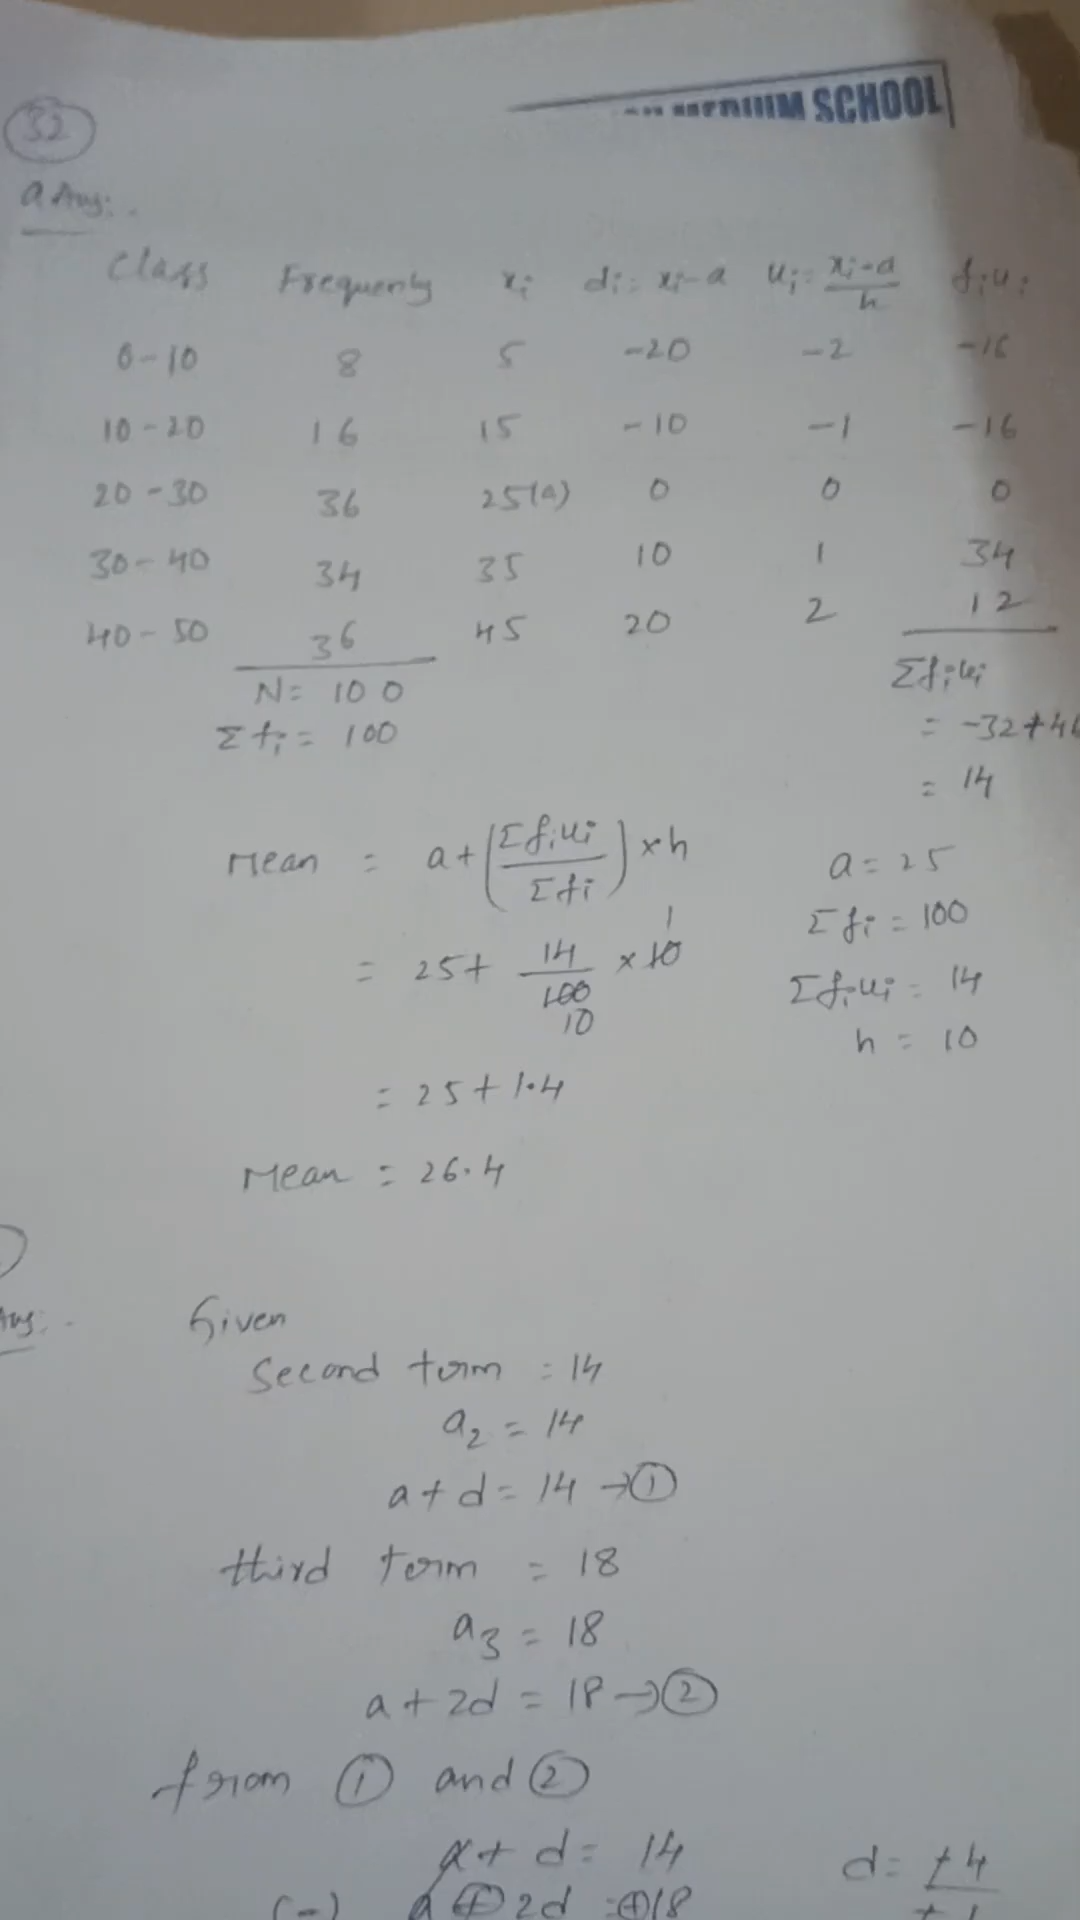 SCHOOL
32
a Ans:.
Class Frequenty xi di = xi-a ui = xi-a/h fiui
0-10 8 5 -20 -2 -16
10-20 16 15 -10 -1 -16
20-30 36 25(a) 0 0 0
30-40 34 35 10 1 34
40-50 36 45 20 2 12
N= 100 Σfiui
Σfi = 100 = -32+46
= 14
Mean = a+(Σfiui/Σfi)×h a=25
Σfi = 100
= 25+ 14/100 ×10 Σfiui = 14
10 1 h = 10
= 25+1.4
Mean = 26.4
Ans:.
Given
Second term = 14
a2 = 14
a+d = 14 →①
third term = 18
a3 = 18
a+2d = 18 →②
from ① and ②
a+d= 14 d= +4
(-) a+2d =+18 +1